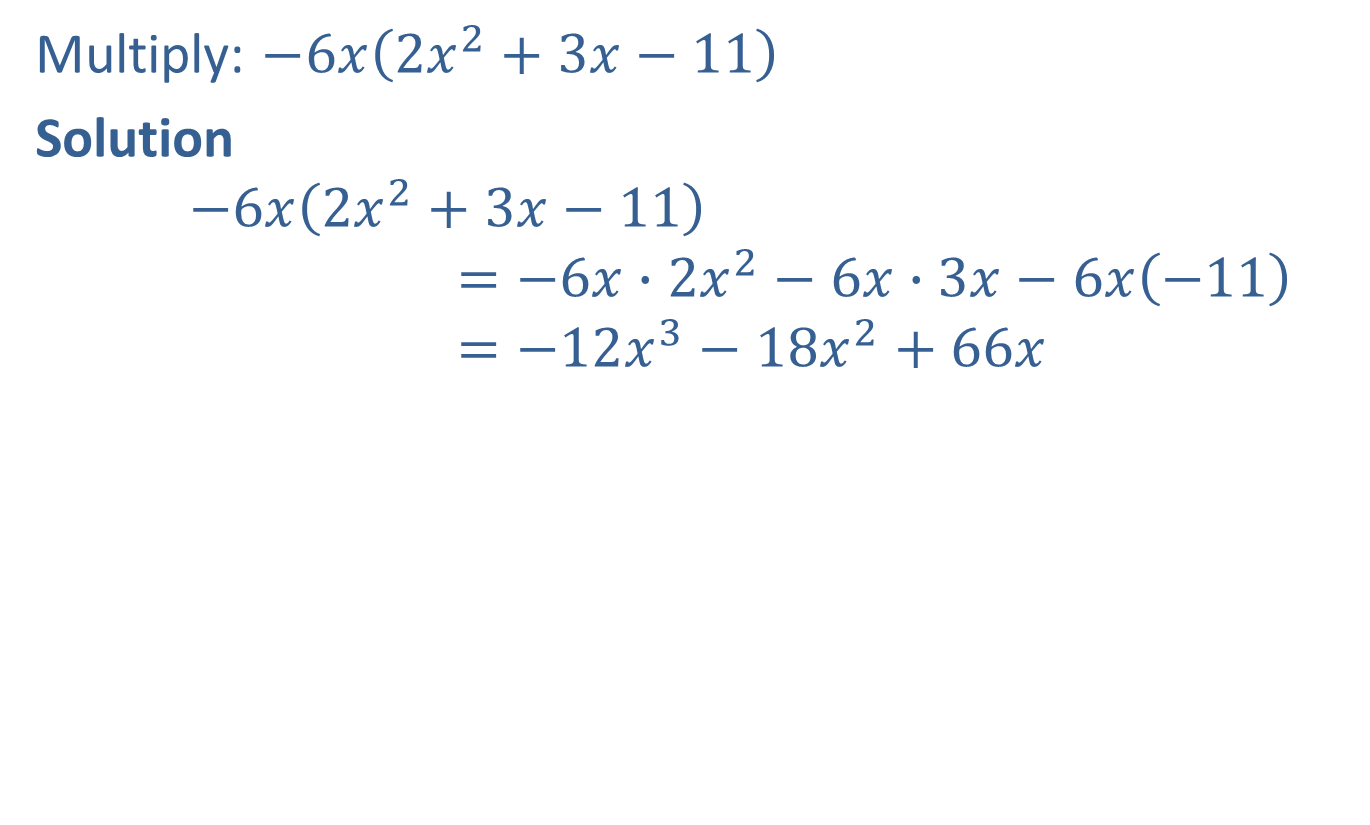 Multiply: −6x(2x² + 3x − 11)
Solution
−6x(2x² + 3x − 11)
= −6x · 2x² − 6x · 3x − 6x(−11)
= −12x³ − 18x² + 66x